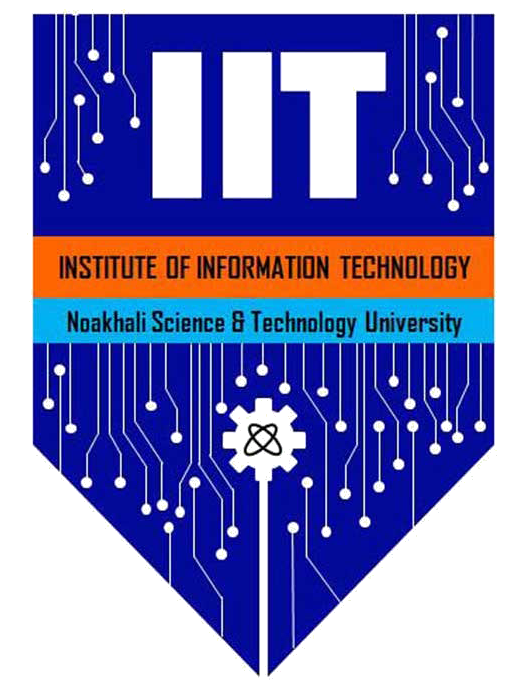 IIT
INSTITUTE OF INFORMATION TECHNOLOGY
Noakhali Science & Technology University